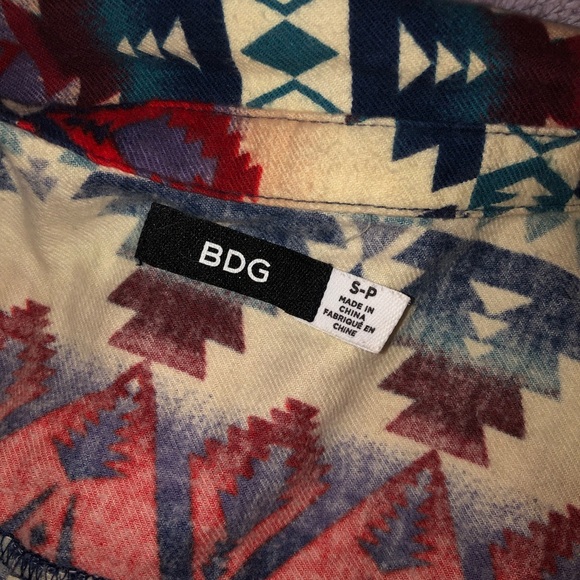 BDG
S-P
MADE IN
CHINA
FABRIQUÉ EN
CHINE